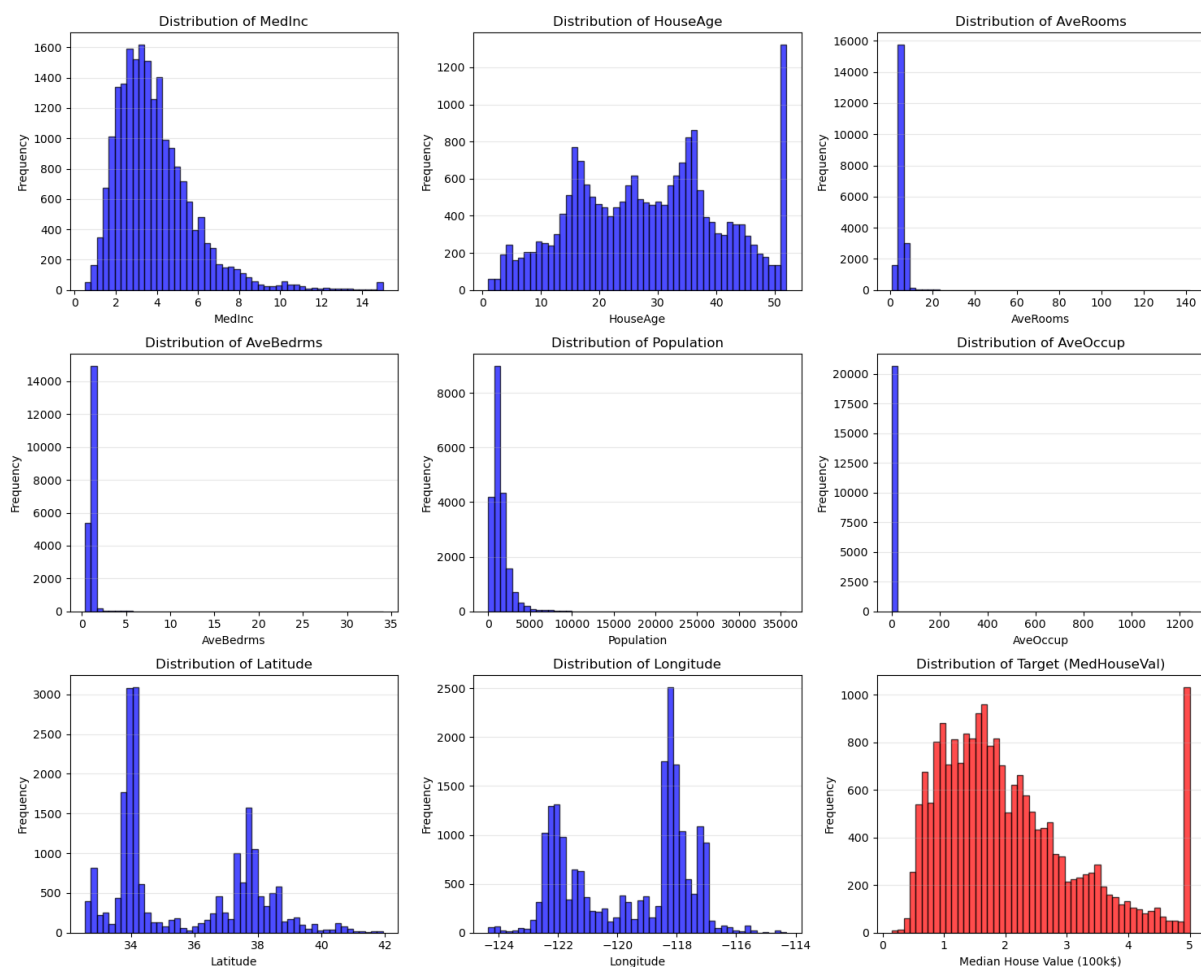 Distribution of MedInc
1600
1400
1200
1000
800
600
400
200
0
Frequency
2 4 6 8 10 12 14
MedInc
Distribution of HouseAge
1200
1000
800
600
400
200
0
Frequency
0 10 20 30 40 50
HouseAge
Distribution of AveRooms
16000
14000
12000
10000
8000
6000
4000
2000
0
Frequency
0 20 40 60 80 100 120 140
AveRooms
Distribution of AveBedrms
14000
12000
10000
8000
6000
4000
2000
0
Frequency
0 5 10 15 20 25 30 35
AveBedrms
Distribution of Population
8000
6000
4000
2000
0
Frequency
0 5000 10000 15000 20000 25000 30000 35000
Population
Distribution of AveOccup
20000
17500
15000
12500
10000
7500
5000
2500
0
Frequency
0 200 400 600 800 1000 1200
AveOccup
Distribution of Latitude
3000
2500
2000
1500
1000
500
0
Frequency
34 36 38 40 42
Latitude
Distribution of Longitude
2500
2000
1500
1000
500
0
Frequency
−124 −122 −120 −118 −116 −114
Longitude
Distribution of Target (MedHouseVal)
1000
800
600
400
200
0
Frequency
0 1 2 3 4 5
Median House Value (100k$)